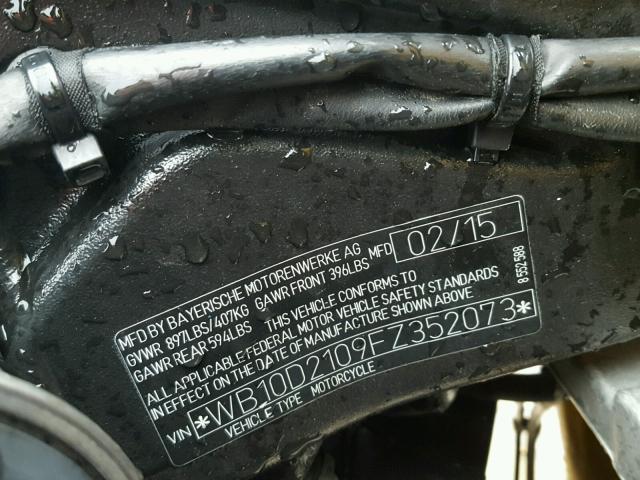 MFD BY BAYERISCHE MOTORENWERKE AG MFD 02/15
GVWR 897LBS/407KG GAWR FRONT 396LBS
GAWR REAR 594LBS THIS VEHICLE CONFORMS TO
ALL APPLICABLE FEDERAL MOTOR VEHICLE SAFETY STANDARDS
IN EFFECT ON THE DATE OF MANUFACTURE SHOWN ABOVE
VIN *WB10D2109FZ352073*
VEHICLE TYPE MOTORCYCLE
8 552 588